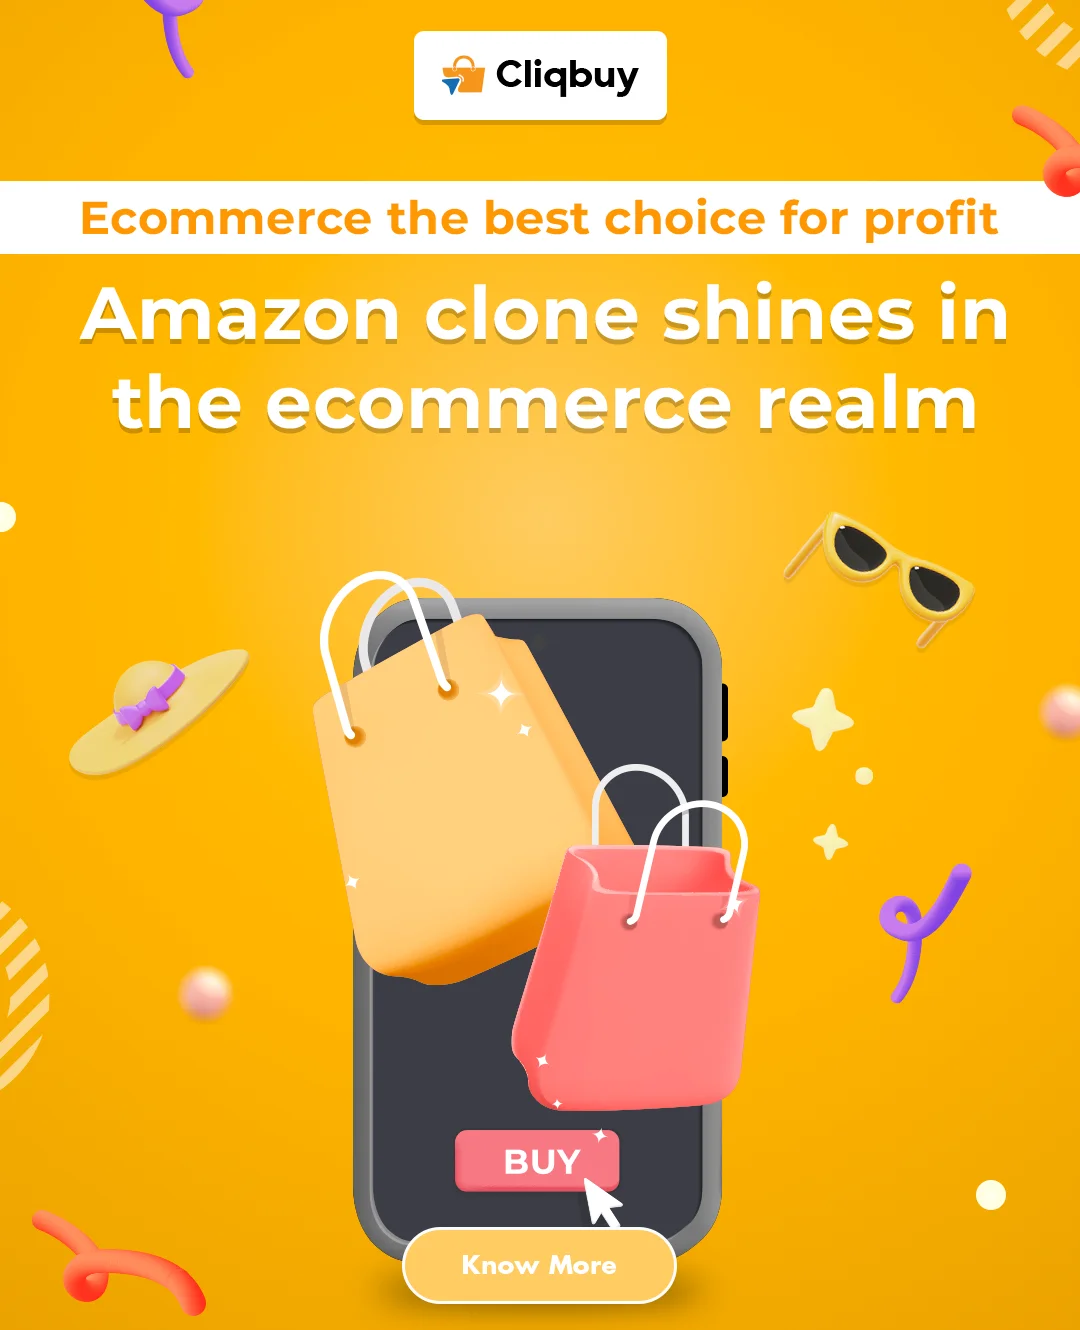 Cliqbuy
Ecommerce the best choice for profit
Amazon clone shines in
the ecommerce realm
BUY
Know More